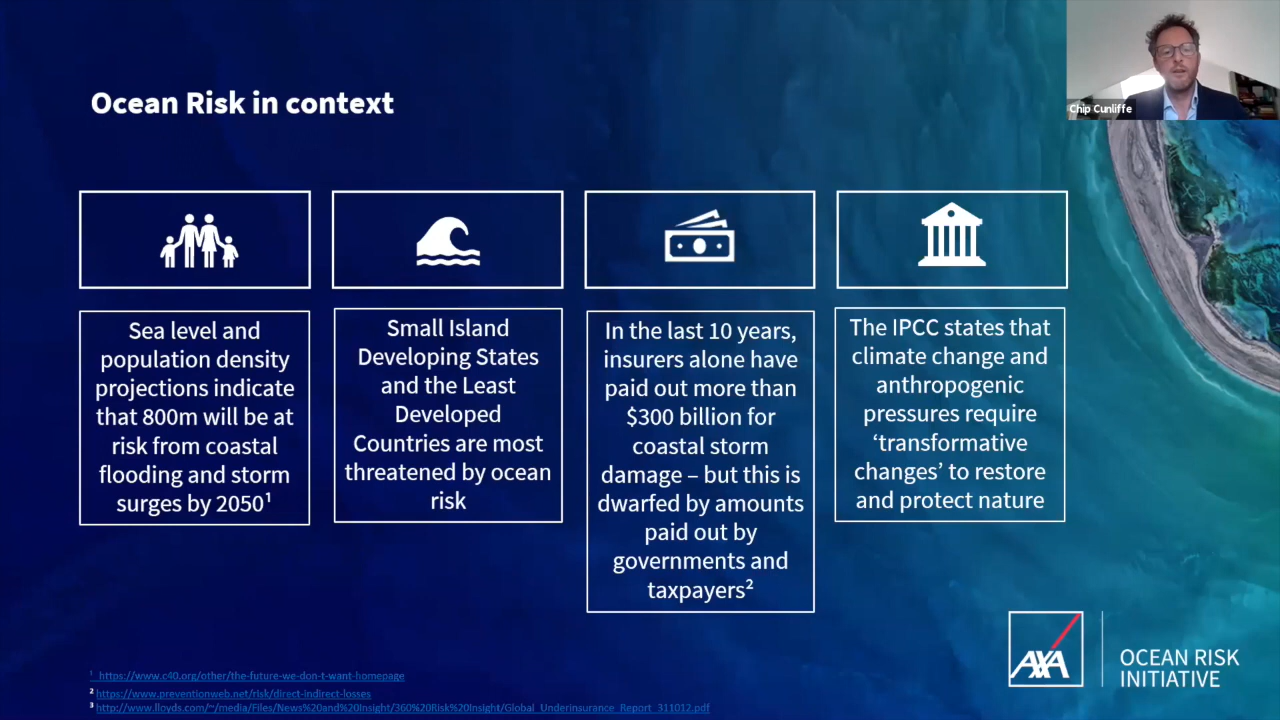 Chip Cunliffe
Ocean Risk in context
Sea level and
population density
projections indicate
that 800m will be at
risk from coastal
flooding and storm
surges by 2050¹
Small Island
Developing States
and the Least
Developed
Countries are most
threatened by ocean
risk
In the last 10 years,
insurers alone have
paid out more than
$300 billion for
coastal storm
damage – but this is
dwarfed by amounts
paid out by
governments and
taxpayers²
The IPCC states that
climate change and
anthropogenic
pressures require
‘transformative
changes’ to restore
and protect nature
¹ https://www.c40.org/other/the-future-we-don-t-want-homepage
² https://www.preventionweb.net/risk/direct-indirect-losses
³ http://www.lloyds.com/~/media/Files/News%20and%20Insight/360%20Risk%20Insight/Global_Underinsurance_Report_311012.pdf
AXA
OCEAN RISK
INITIATIVE